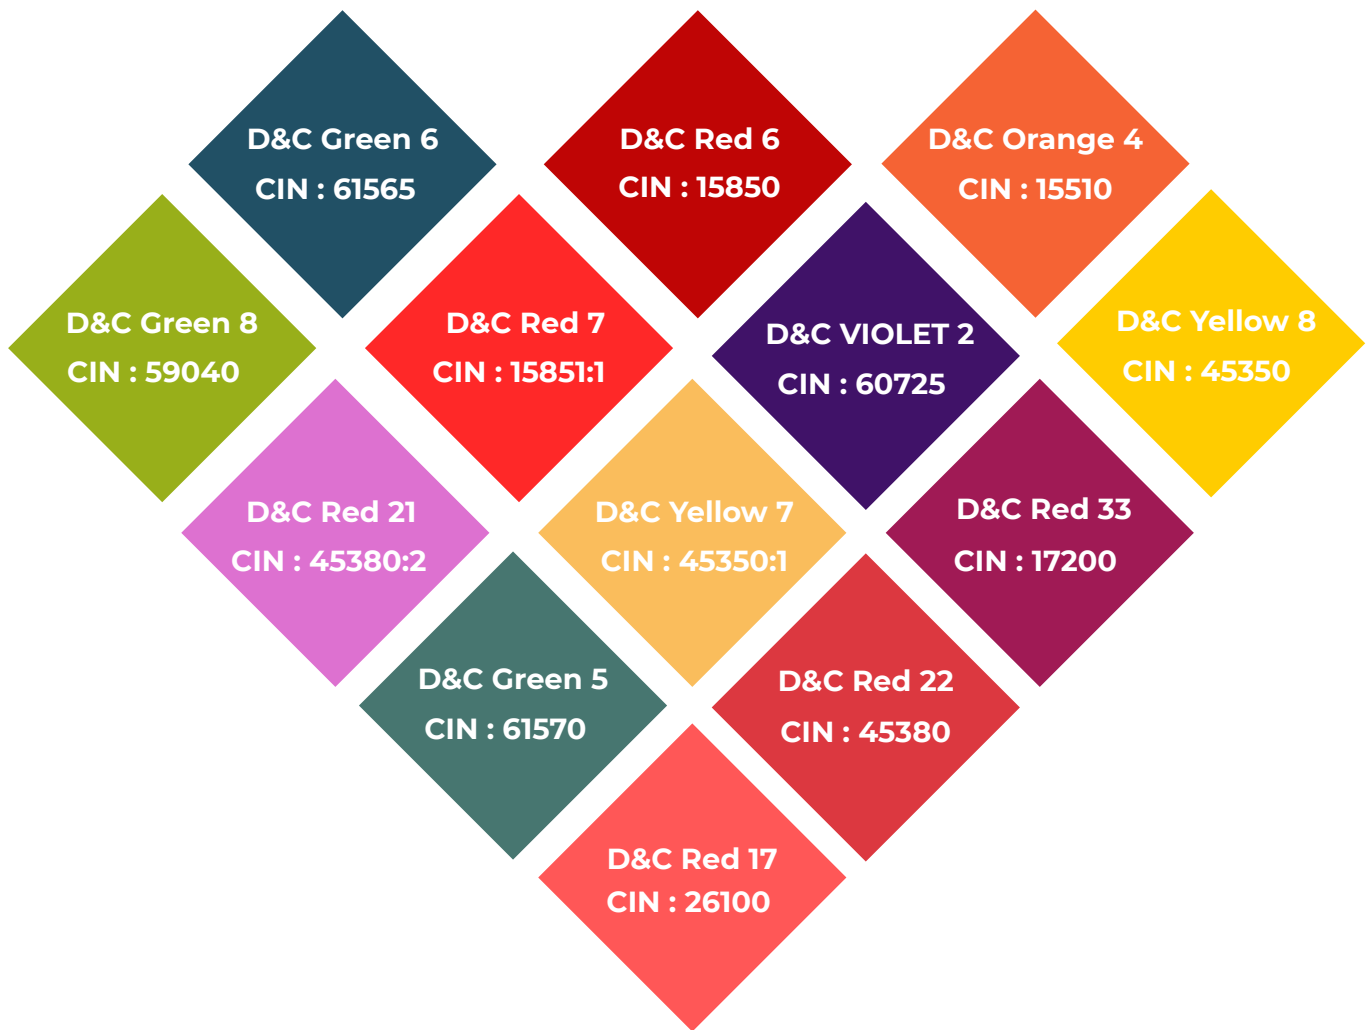 D&C Green 6
CIN : 61565
D&C Red 6
CIN : 15850
D&C Orange 4
CIN : 15510
D&C Green 8
CIN : 59040
D&C Red 7
CIN : 15851:1
D&C VIOLET 2
CIN : 60725
D&C Yellow 8
CIN : 45350
D&C Red 21
CIN : 45380:2
D&C Yellow 7
CIN : 45350:1
D&C Red 33
CIN : 17200
D&C Green 5
CIN : 61570
D&C Red 22
CIN : 45380
D&C Red 17
CIN : 26100